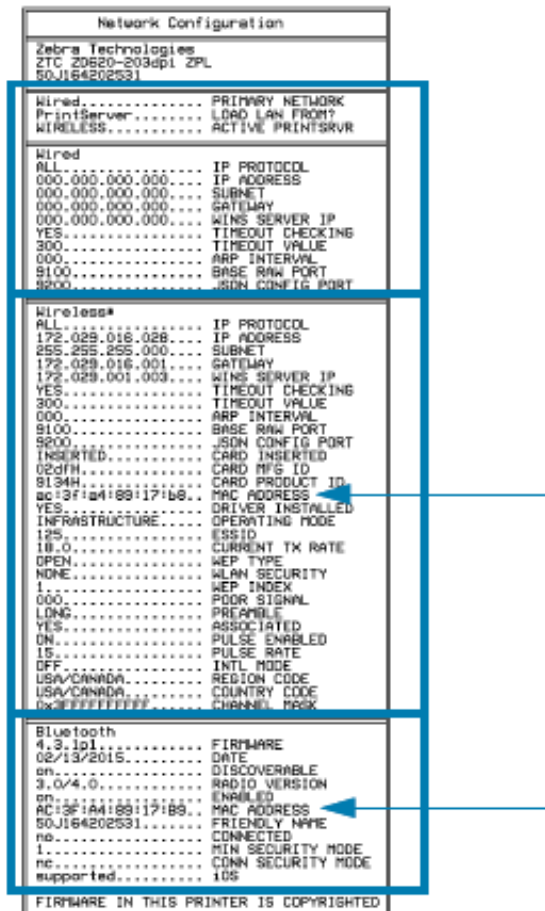 Network Configuration
Zebra Technologies
ZTC ZD620-203dpi ZPL
50J164202531
Wired.............. PRIMARY NETWORK
PrintServer........ LOAD LAN FROM?
WIRELESS........... ACTIVE PRINTSRVR
Wired
ALL................ IP PROTOCOL
000.000.000.000.... IP ADDRESS
000.000.000.000.... SUBNET
000.000.000.000.... GATEWAY
000.000.000.000.... WINS SERVER IP
YES................ TIMEOUT CHECKING
300................ TIMEOUT VALUE
000................ ARP INTERVAL
9100............... BASE RAW PORT
9200............... JSON CONFIG PORT
Wireless*
ALL................ IP PROTOCOL
172.029.016.028.... IP ADDRESS
255.255.255.000.... SUBNET
172.029.016.001.... GATEWAY
172.029.001.003.... WINS SERVER IP
YES................ TIMEOUT CHECKING
300................ TIMEOUT VALUE
000................ ARP INTERVAL
9100............... BASE RAW PORT
9200............... JSON CONFIG PORT
INSERTED........... CARD INSERTED
02dfH.............. CARD MFG ID
9134H.............. CARD PRODUCT ID
ac:3f:a4:89:17:b8.. MAC ADDRESS
YES................ DRIVER INSTALLED
INFRASTRUCTURE..... OPERATING MODE
125................ ESSID
18.0............... CURRENT TX RATE
OPEN............... WEP TYPE
NONE............... WLAN SECURITY
1.................. WEP INDEX
000................ POOR SIGNAL
LONG............... PREAMBLE
YES................ ASSOCIATED
ON................. PULSE ENABLED
15................. PULSE RATE
OFF................ INTL MODE
USA/CANADA......... REGION CODE
USA/CANADA......... COUNTRY CODE
0x3FFFFFFFFFF...... CHANNEL MASK
Bluetooth
4.3.1p1............ FIRMWARE
02/13/2015......... DATE
on................. DISCOVERABLE
3.0/4.0............ RADIO VERSION
on................. ENABLED
AC:3F:A4:89:17:B9.. MAC ADDRESS
50J164202531....... FRIENDLY NAME
no................. CONNECTED
1.................. MIN SECURITY MODE
nc................. CONN SECURITY MODE
supported.......... iOS
FIRMWARE IN THIS PRINTER IS COPYRIGHTED